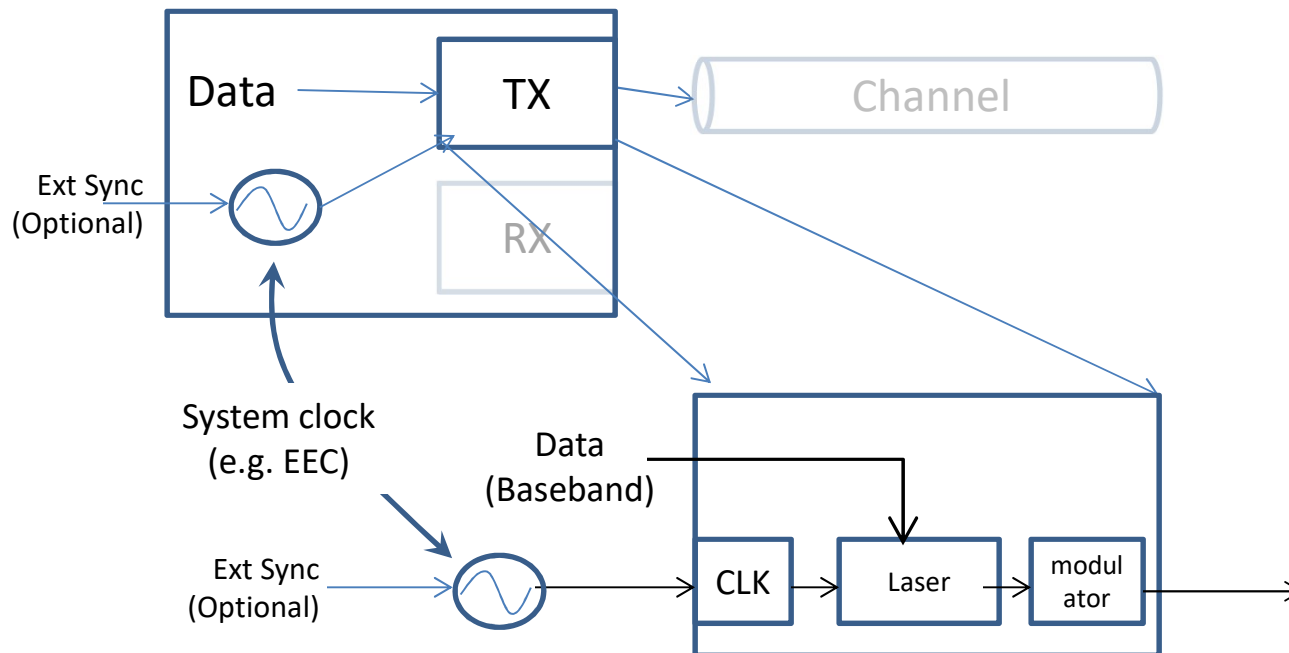 Data
TX
Channel
Ext Sync
(Optional)
RX
System clock
(e.g. EEC)
Data
(Baseband)
Ext Sync
(Optional)
CLK
Laser
modul
ator